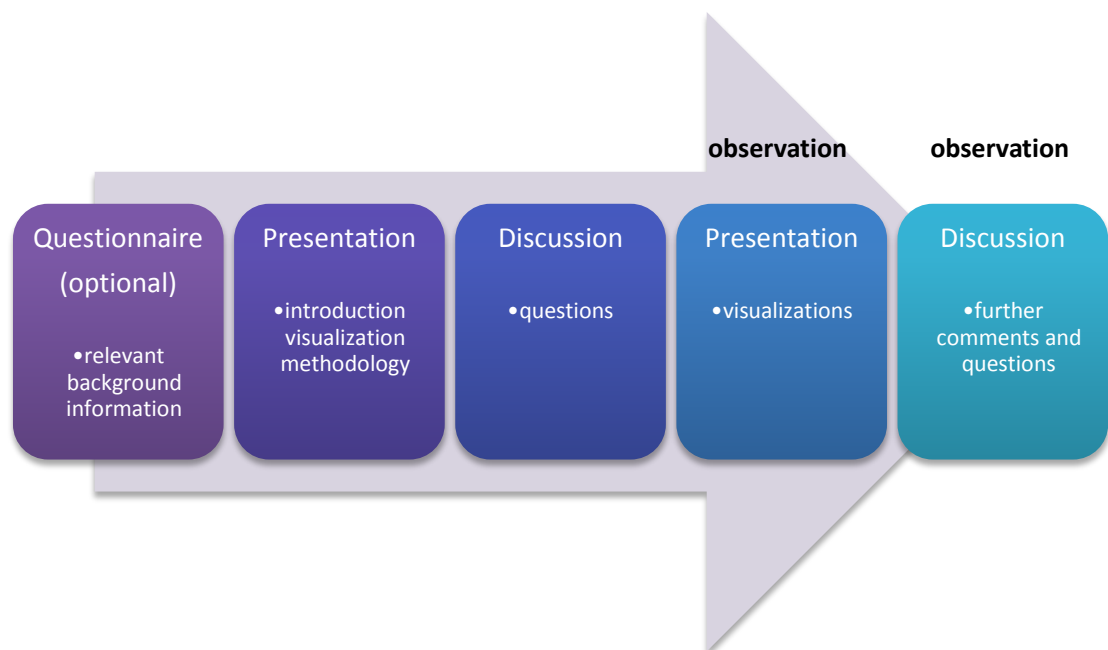 observation
observation
Questionnaire
(optional)
•relevant
background
information
Presentation
•introduction
visualization
methodology
Discussion
•questions
Presentation
•visualizations
Discussion
•further
comments and
questions